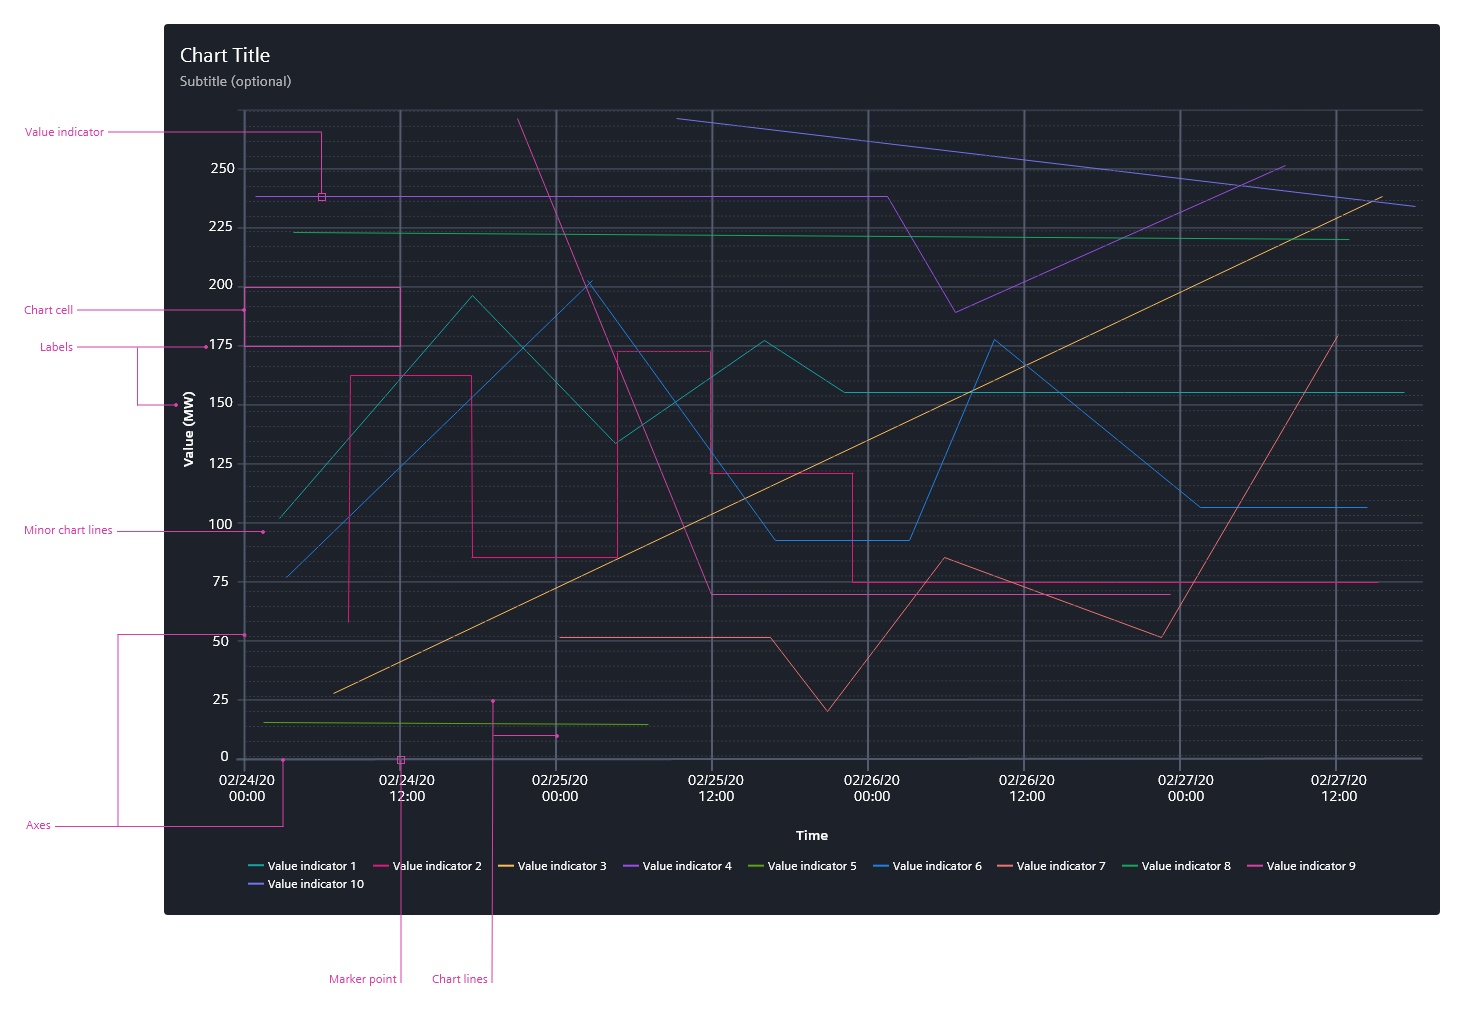 Chart Title
Subtitle (optional)
Value indicator
250
225
200
Chart cell
Labels
175
150
Value (MW)
125
100
Minor chart lines
75
50
25
0
02/24/20 02/24/20 02/25/20 02/25/20 02/26/20 02/26/20 02/27/20 02/27/20
00:00 12:00 00:00 12:00 00:00 12:00 00:00 12:00
Axes
Time
Value indicator 1 Value indicator 2 Value indicator 3 Value indicator 4 Value indicator 5 Value indicator 6 Value indicator 7 Value indicator 8 Value indicator 9
Value indicator 10
Marker point Chart lines